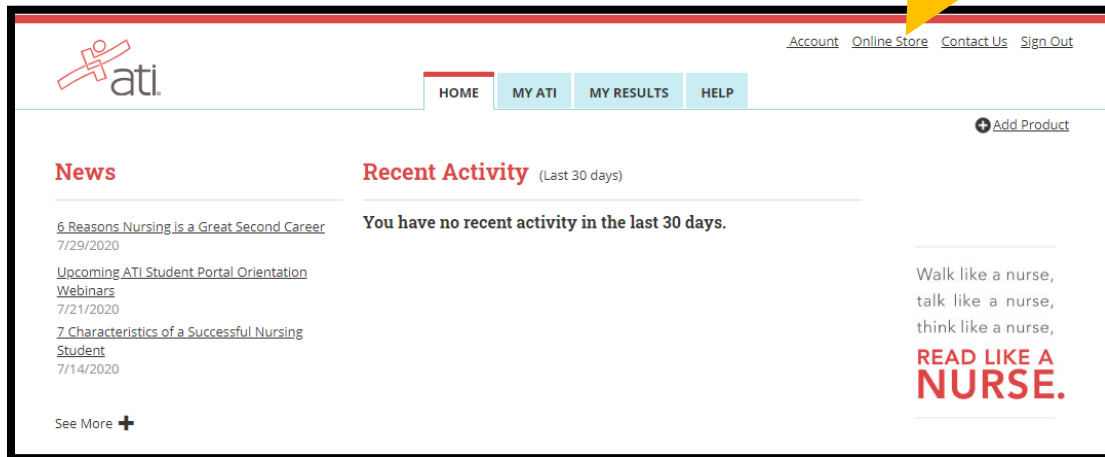 Account Online Store Contact Us Sign Out
ati.
HOME MY ATI MY RESULTS HELP
Add Product
News
6 Reasons Nursing is a Great Second Career
7/29/2020
Upcoming ATI Student Portal Orientation
Webinars
7/21/2020
7 Characteristics of a Successful Nursing
Student
7/14/2020
See More
Recent Activity (Last 30 days)
You have no recent activity in the last 30 days.
Walk like a nurse,
talk like a nurse,
think like a nurse,
READ LIKE A
NURSE.